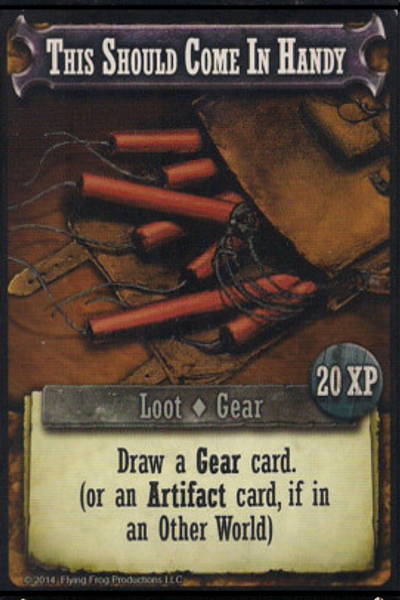 This Should Come In Handy
20 XP
Loot ♦ Gear
Draw a Gear card.
(or an Artifact card, if in
an Other World)
© 2014, Flying Frog Productions LLC